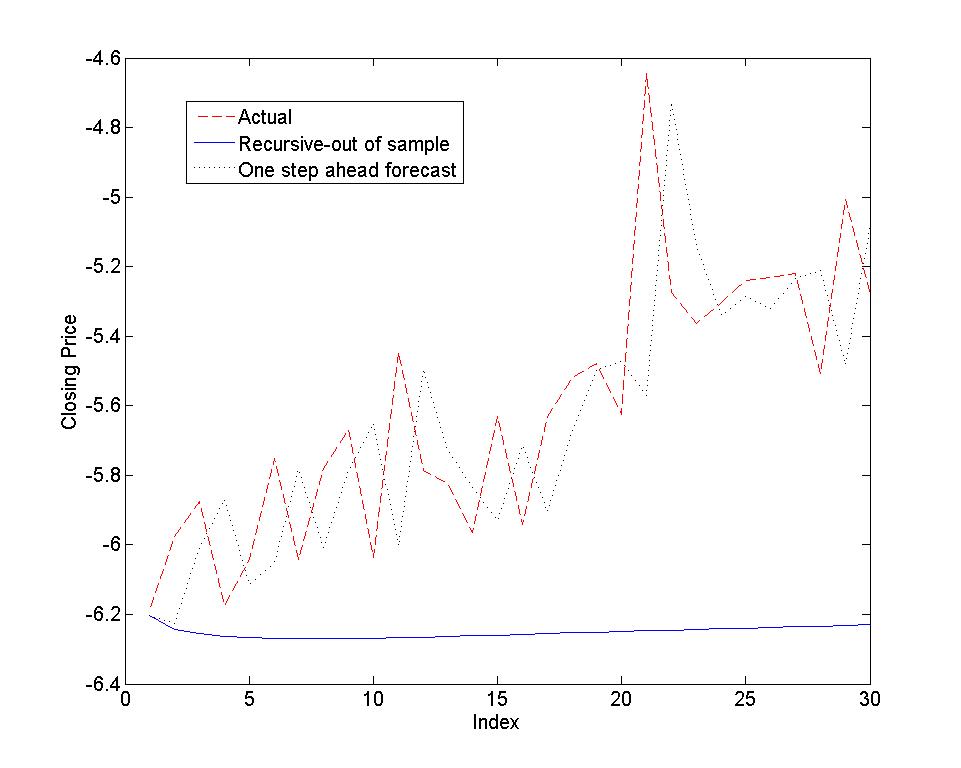 -4.6
-4.8
-5
-5.2
-5.4
-5.6
-5.8
-6
-6.2
-6.4
Closing Price
Actual
Recursive-out of sample
One step ahead forecast
0 5 10 15 20 25 30
Index